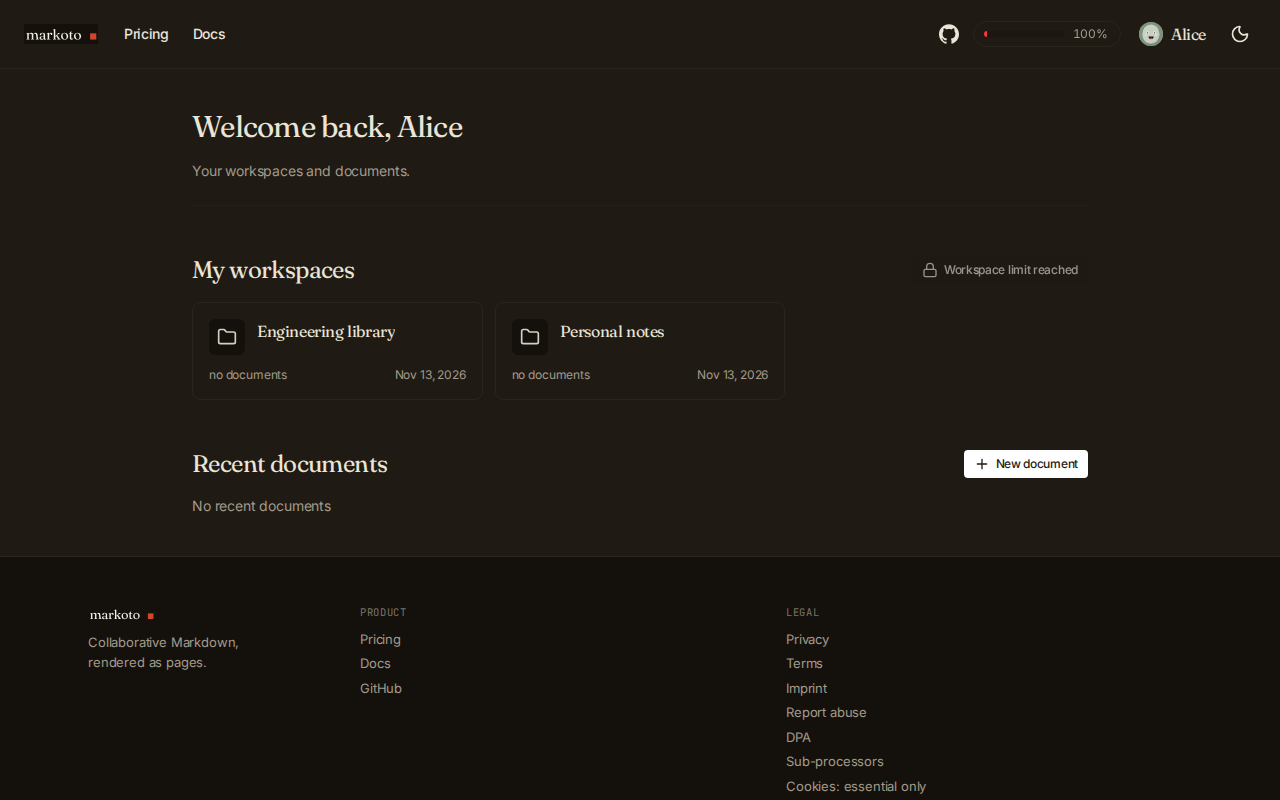 markoto
Pricing
Docs
100%
Alice
Welcome back, Alice
Your workspaces and documents.
My workspaces
Workspace limit reached
Engineering library
no documents
Nov 13, 2026
Personal notes
no documents
Nov 13, 2026
Recent documents
New document
No recent documents
markoto
Collaborative Markdown,
rendered as pages.
PRODUCT
Pricing
Docs
GitHub
LEGAL
Privacy
Terms
Imprint
Report abuse
DPA
Sub-processors
Cookies: essential only